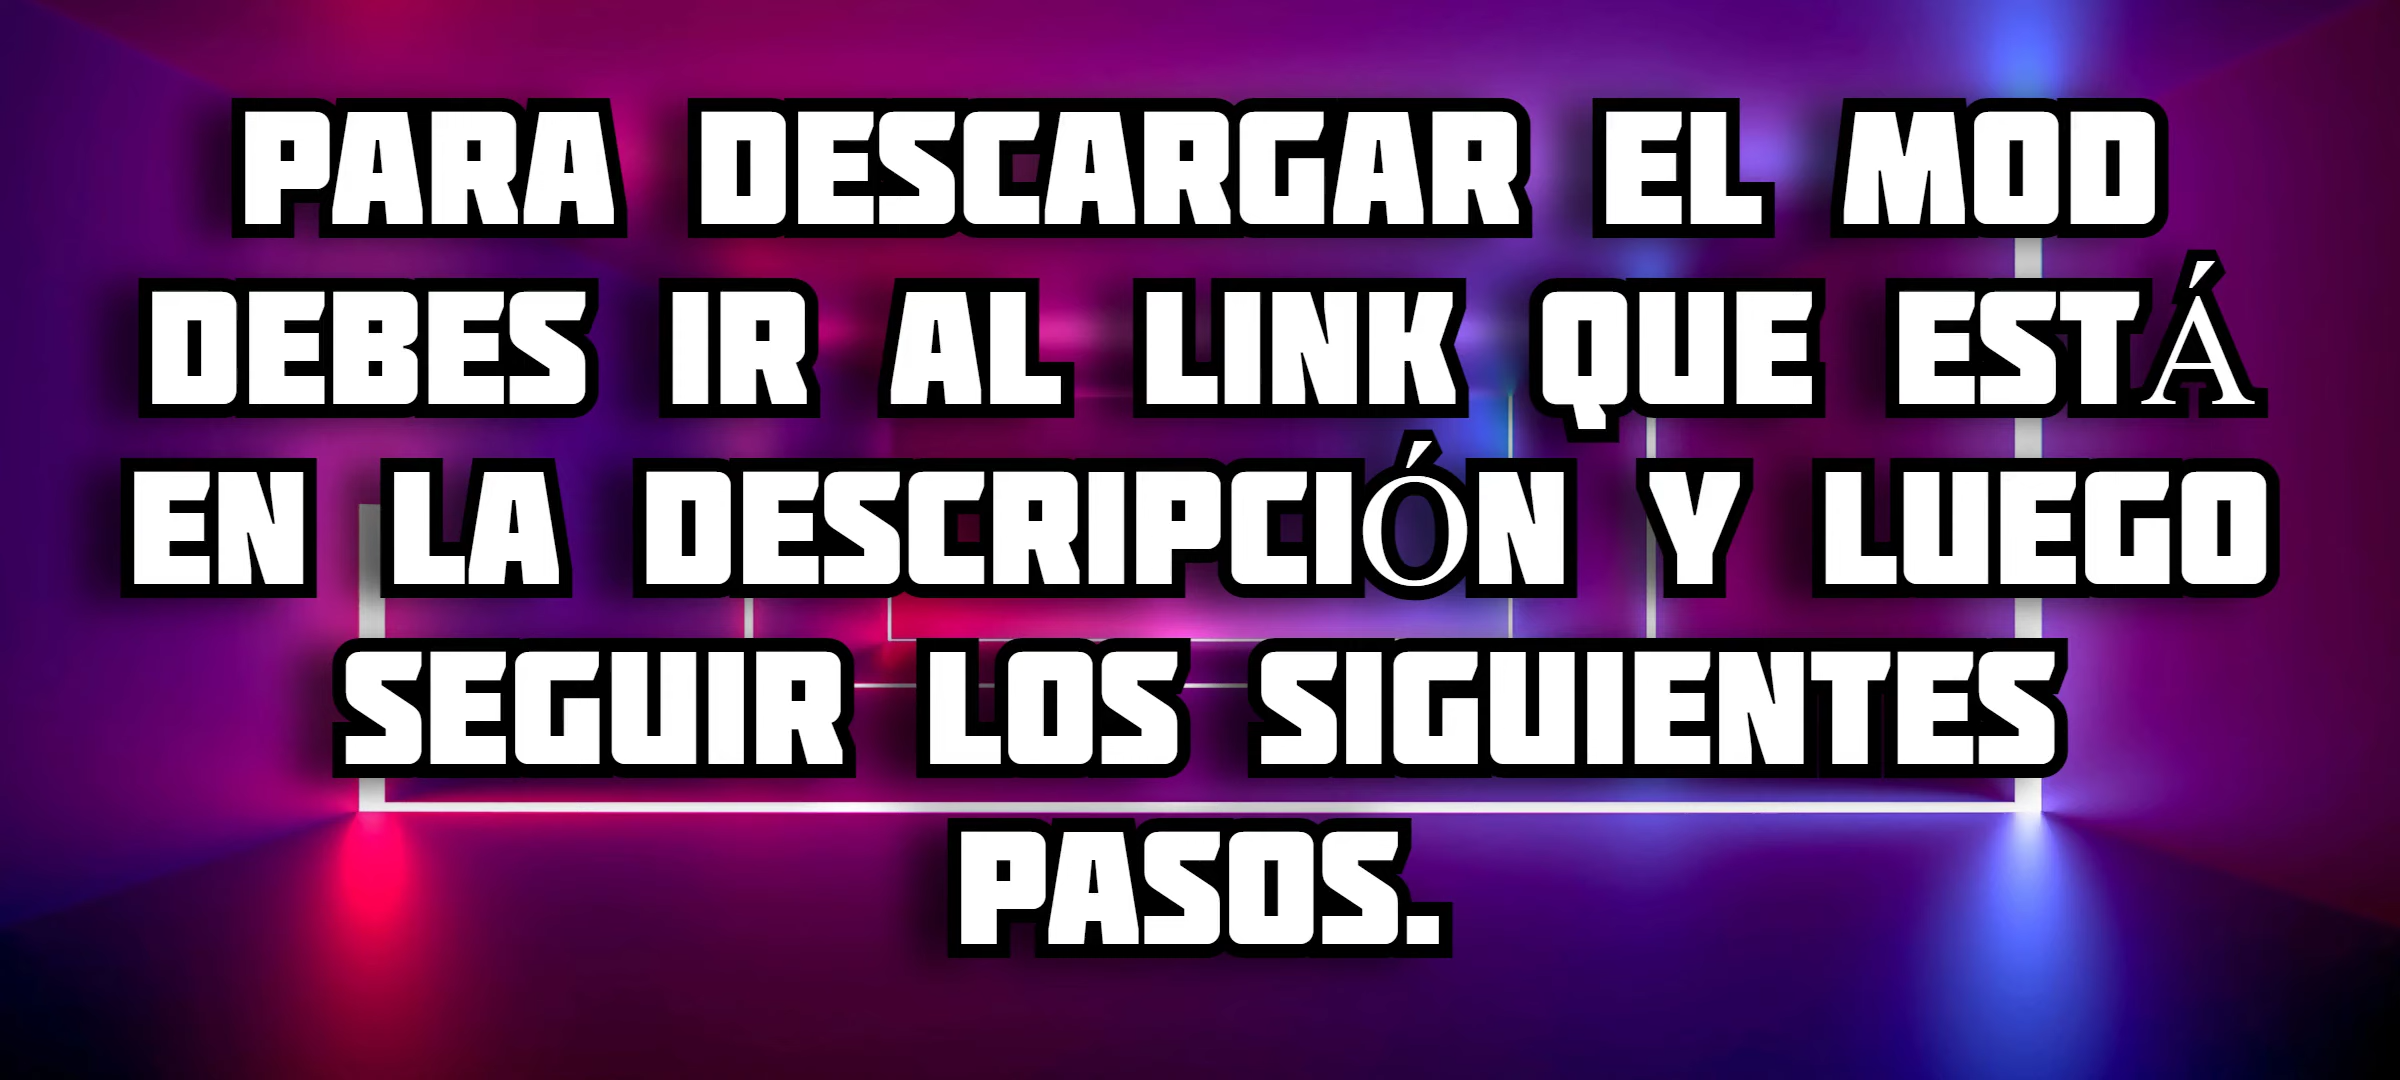 PARA DESCARGAR EL MOD
DEBES IR AL LINK QUE ESTÁ
EN LA DESCRIPCIÓN Y LUEGO
SEGUIR LOS SIGUIENTES
PASOS.